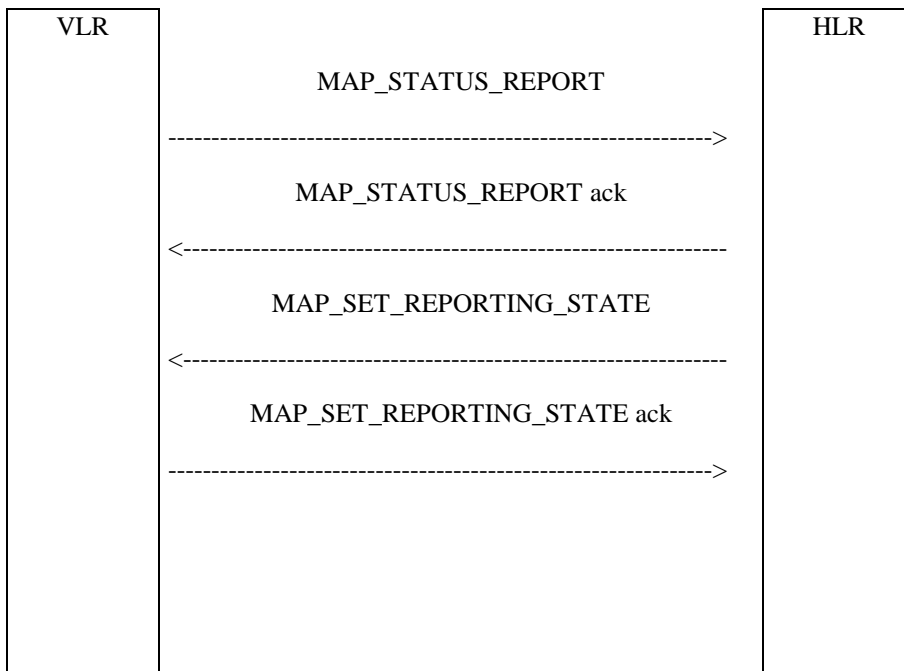 VLR
HLR
MAP_STATUS_REPORT
--------------------------------------------------------------->
MAP_STATUS_REPORT ack
<---------------------------------------------------------------
MAP_SET_REPORTING_STATE
<---------------------------------------------------------------
MAP_SET_REPORTING_STATE ack
--------------------------------------------------------------->